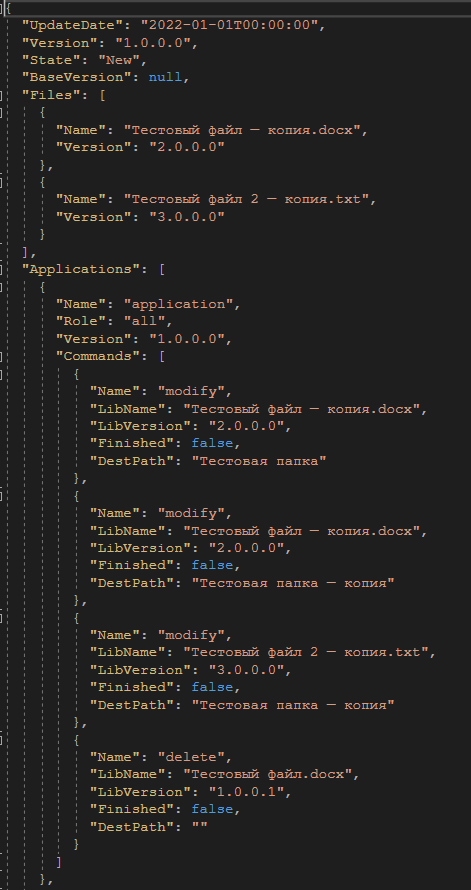 {
"UpdateDate": "2022-01-01T00:00:00",
"Version": "1.0.0.0",
"State": "New",
"BaseVersion": null,
"Files": [
{
"Name": "Тестовый файл — копия.docx",
"Version": "2.0.0.0"
},
{
"Name": "Тестовый файл 2 — копия.txt",
"Version": "3.0.0.0"
}
],
"Applications": [
{
"Name": "application",
"Role": "all",
"Version": "1.0.0.0",
"Commands": [
{
"Name": "modify",
"LibName": "Тестовый файл — копия.docx",
"LibVersion": "2.0.0.0",
"Finished": false,
"DestPath": "Тестовая папка"
},
{
"Name": "modify",
"LibName": "Тестовый файл — копия.docx",
"LibVersion": "2.0.0.0",
"Finished": false,
"DestPath": "Тестовая папка — копия"
},
{
"Name": "modify",
"LibName": "Тестовый файл 2 — копия.txt",
"LibVersion": "3.0.0.0",
"Finished": false,
"DestPath": "Тестовая папка — копия"
},
{
"Name": "delete",
"LibName": "Тестовый файл.docx",
"LibVersion": "1.0.0.1",
"Finished": false,
"DestPath": ""
}
]
},